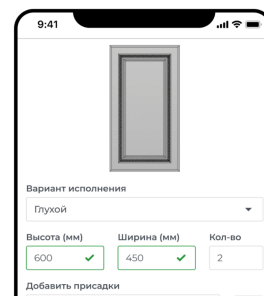 9:41
Вариант исполнения
Глухой
Высота (мм) Ширина (мм) Кол-во
600 450 2
Добавить присадки